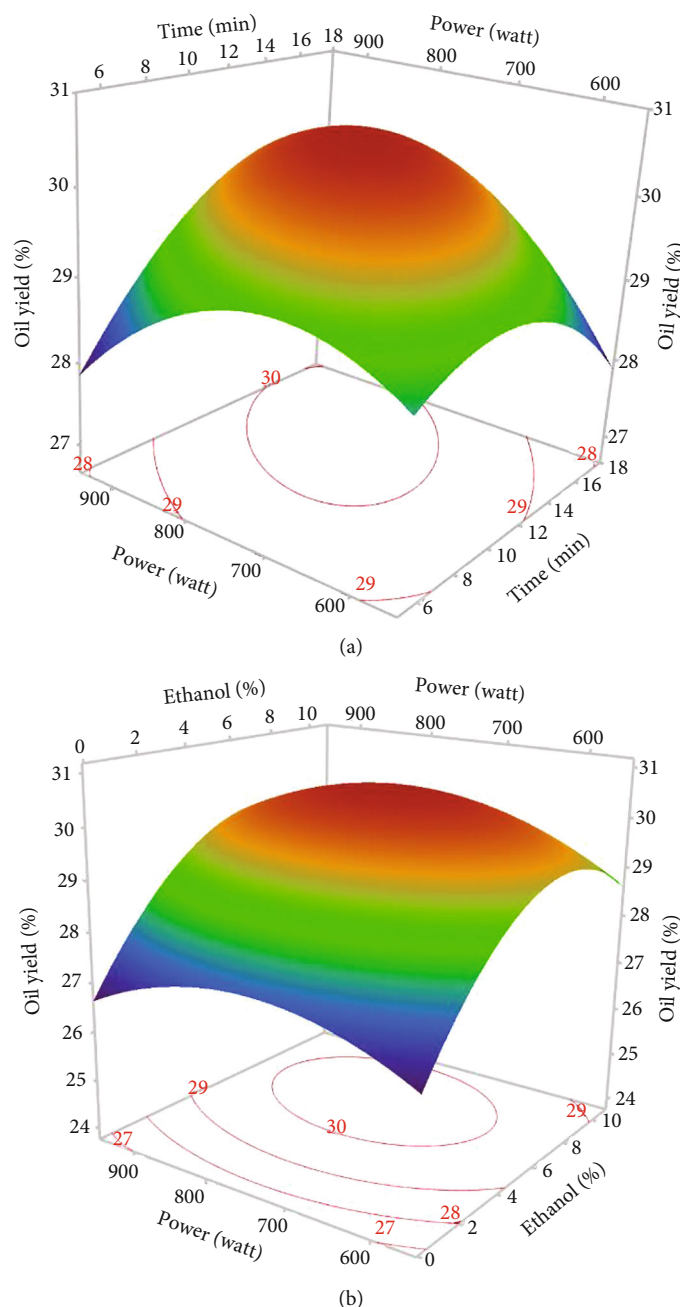 Time (min)
Power (watt)
6 8 10 12 14 16 18 900 800 700 600
31 31
30 30
29 29
28 28
27 27
Oil yield (%)
Oil yield (%)
30
28 28
29 29
29
900 800 700 600
6 8 10 12 14 16 18
Power (watt)
Time (min)
(a)
Ethanol (%)
Power (watt)
0 2 4 6 8 10 900 800 700 600
31 31
30 30
29 29
28 28
27 27
26 26
25 25
24 24
Oil yield (%)
Oil yield (%)
29 29
30
27 28
27
900 800 700 600
0 2 4 6 8 10
Power (watt)
Ethanol (%)
(b)